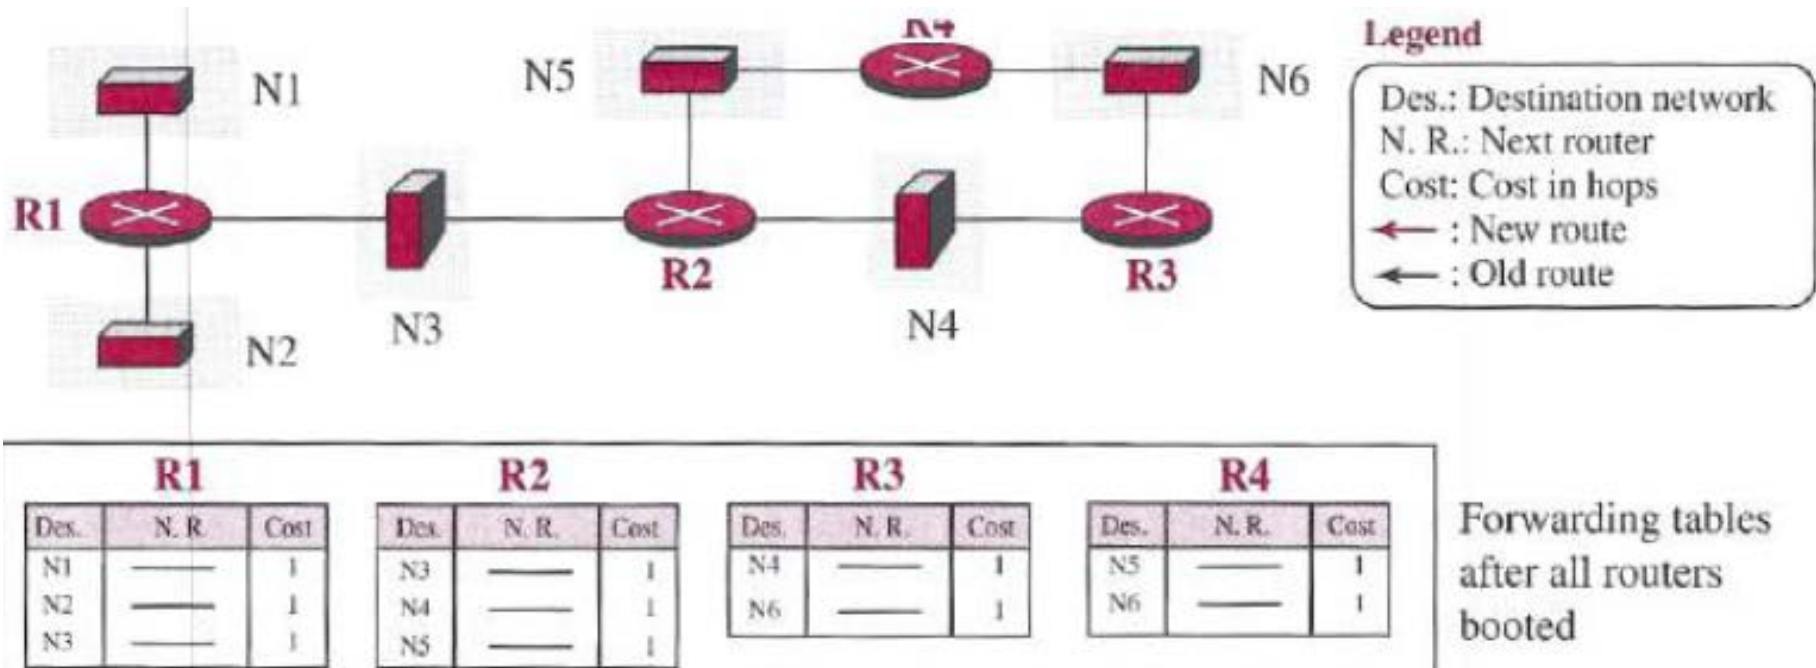 R4
Legend
N1
N5
N6
Des.: Destination network
N. R.: Next router
Cost: Cost in hops
: New route
: Old route
R1
R2
R3
N2
N3
N4
R1
Des. N. R. Cost
N1 1
N2 1
N3 1
R2
Des. N. R. Cost
N3 1
N4 1
N5 1
R3
Des. N. R. Cost
N4 1
N6 1
R4
Des. N. R. Cost
N5 1
N6 1
Forwarding tables
after all routers
booted